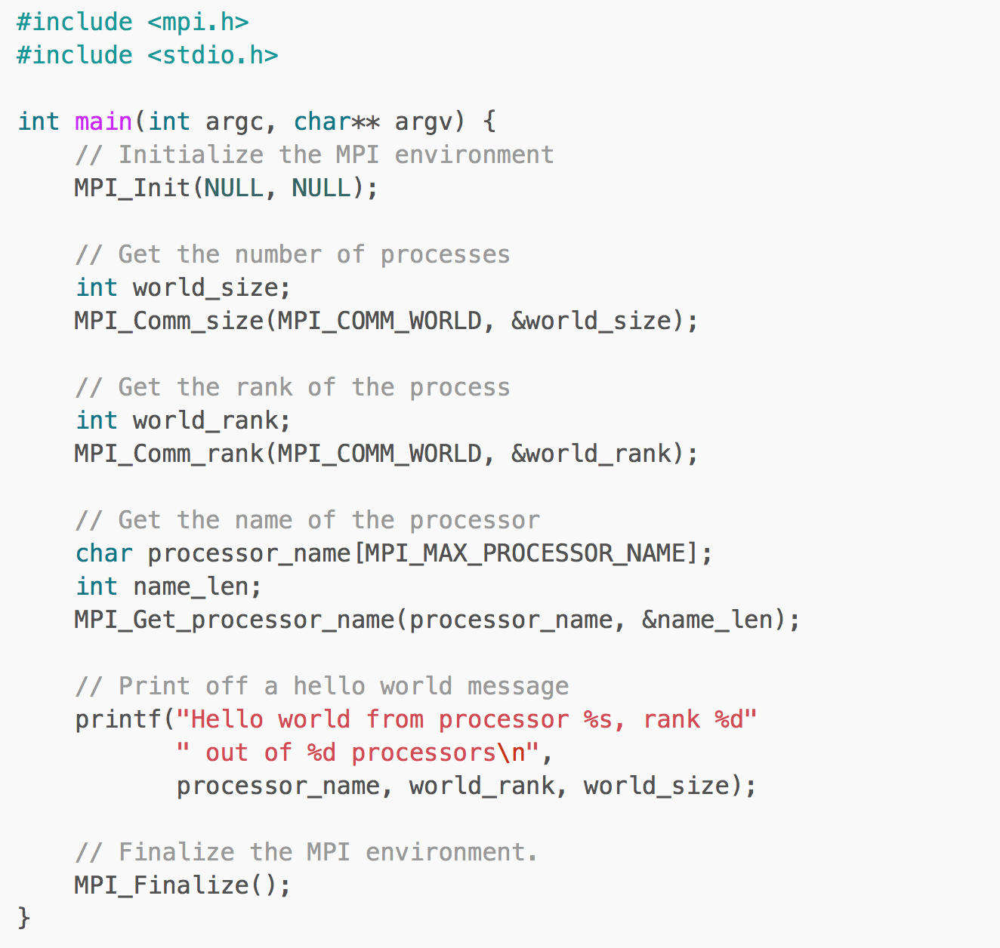 #include <mpi.h>
#include <stdio.h>

int main(int argc, char** argv) {
    // Initialize the MPI environment
    MPI_Init(NULL, NULL);

    // Get the number of processes
    int world_size;
    MPI_Comm_size(MPI_COMM_WORLD, &world_size);

    // Get the rank of the process
    int world_rank;
    MPI_Comm_rank(MPI_COMM_WORLD, &world_rank);

    // Get the name of the processor
    char processor_name[MPI_MAX_PROCESSOR_NAME];
    int name_len;
    MPI_Get_processor_name(processor_name, &name_len);

    // Print off a hello world message
    printf("Hello world from processor %s, rank %d"
           " out of %d processors\n",
           processor_name, world_rank, world_size);

    // Finalize the MPI environment.
    MPI_Finalize();
}